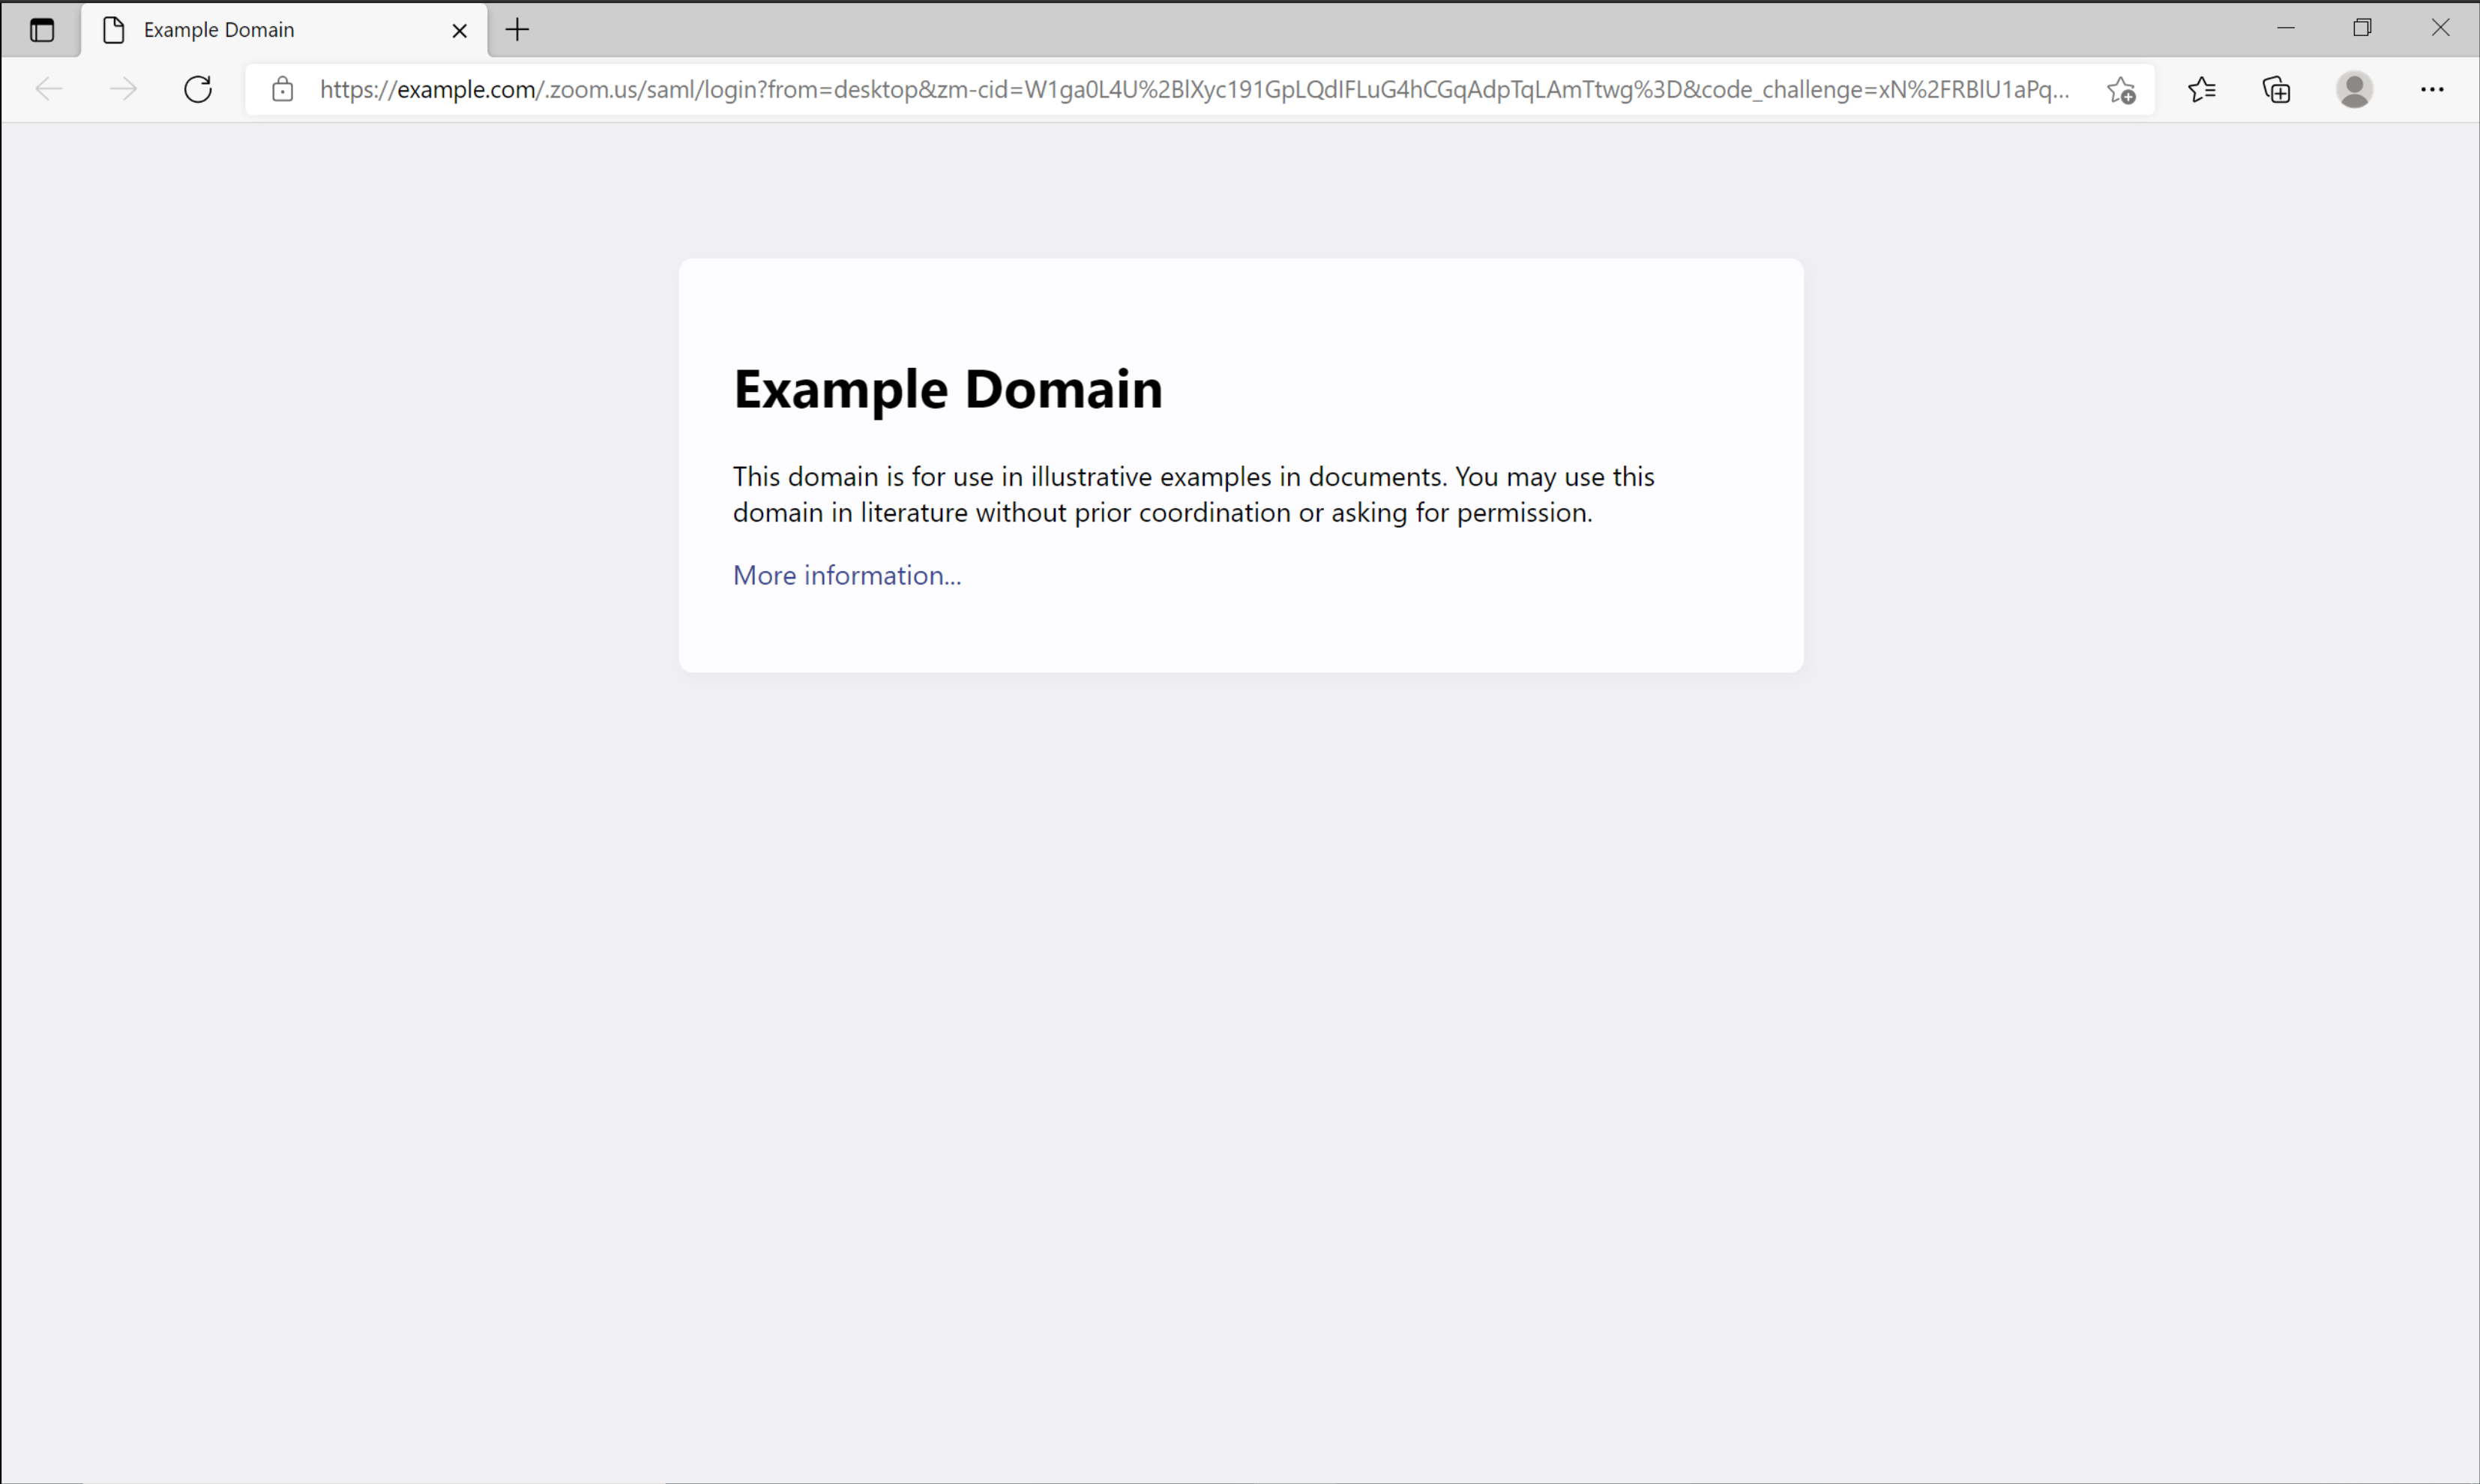 Example Domain
https://example.com/.zoom.us/saml/login?from=desktop&zm-cid=W1ga0L4U%2BlXyc191GpLQdIFLuG4hCGqAdpTqLAmTtwg%3D&code_challenge=xN%2FRBlU1aPq...
Example Domain
This domain is for use in illustrative examples in documents. You may use this
domain in literature without prior coordination or asking for permission.
More information...